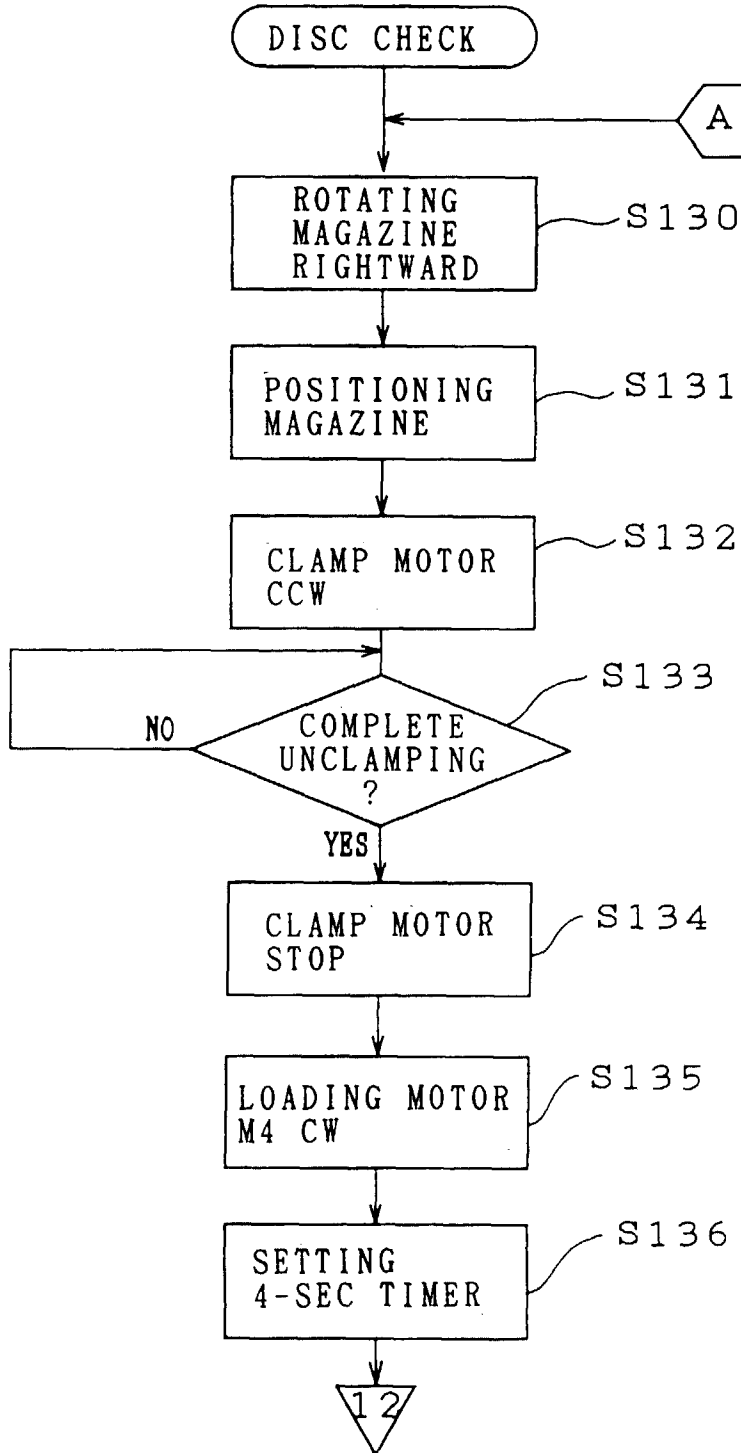 DISC CHECK
A
ROTATING
MAGAZINE
RIGHTWARD
S130
POSITIONING
MAGAZINE
S131
CLAMP MOTOR
CCW
S132
COMPLETE
UNCLAMPING
?
S133
NO
YES
CLAMP MOTOR
STOP
S134
LOADING MOTOR
M4 CW
S135
SETTING
4-SEC TIMER
S136
12